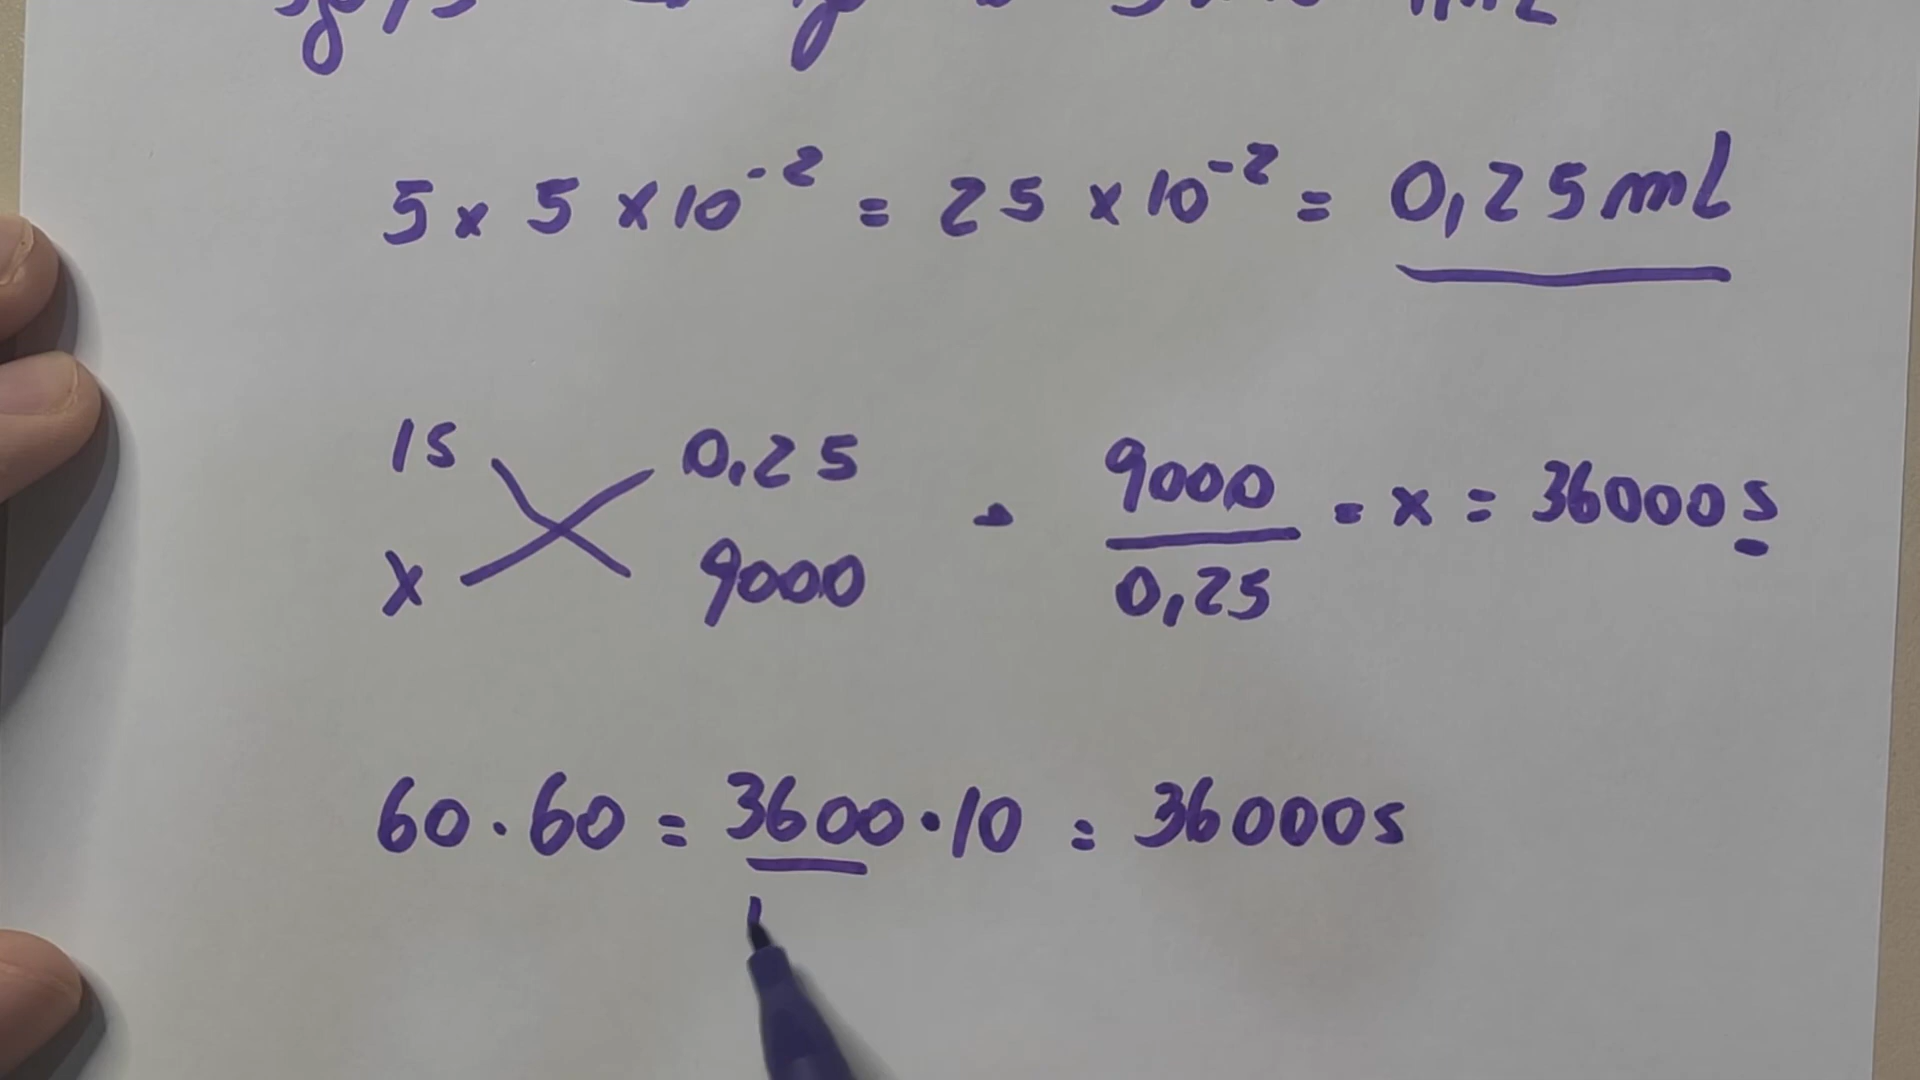 5 x 5 x 10⁻² = 25 x 10⁻² = 0,25 ml
1s 0,25
x 9000
9000 / 0,25 = x = 36000 s
60 · 60 = 3600 · 10 = 36000s